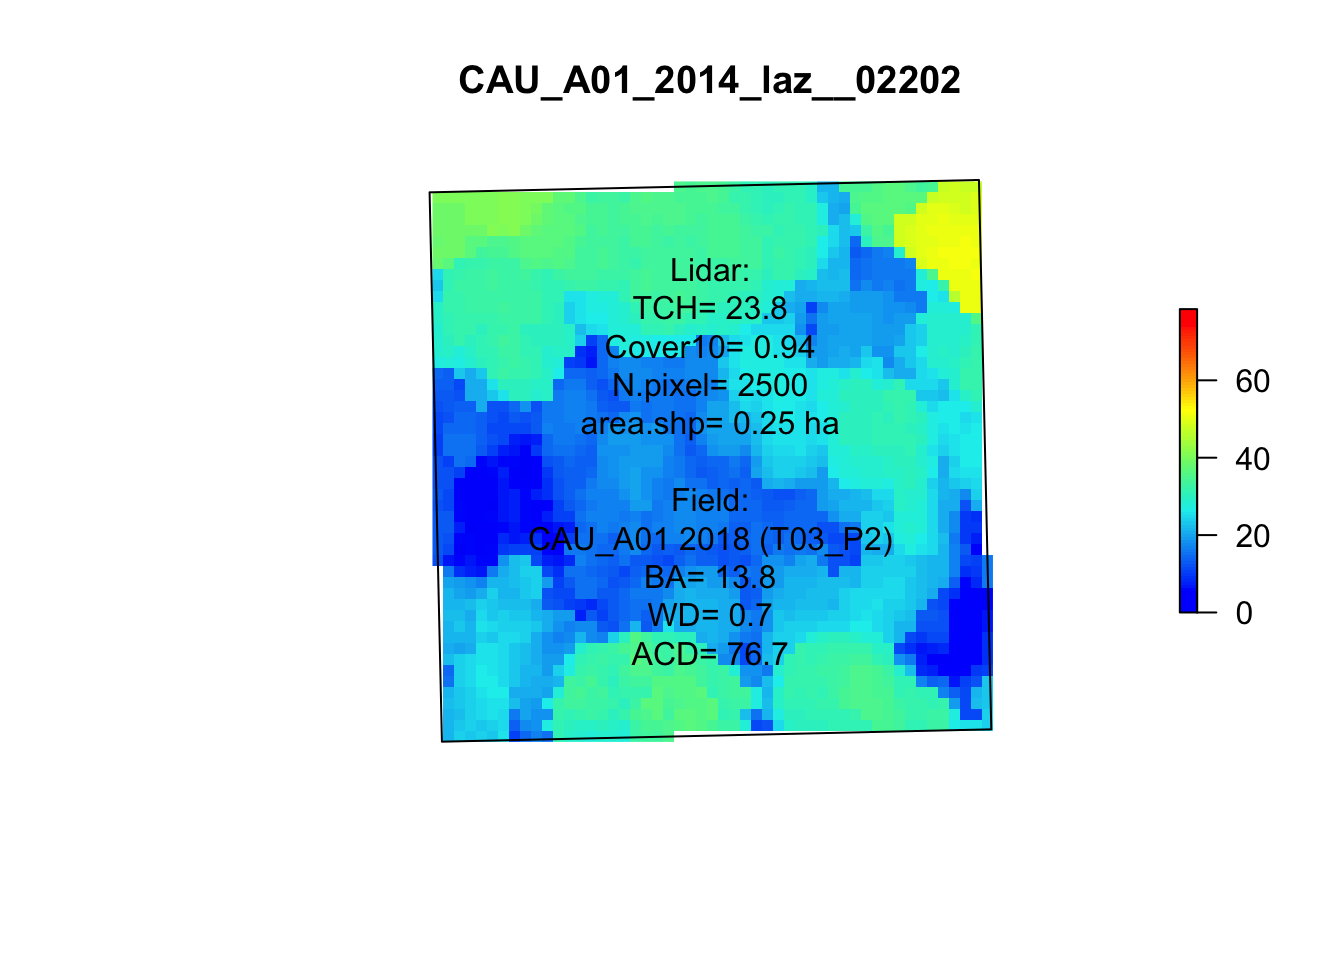 CAU_A01_2014_laz__02202
Lidar:
TCH= 23.8
Cover10= 0.94
N.pixel= 2500
area.shp= 0.25 ha
Field:
CAU_A01 2018 (T03_P2)
BA= 13.8
WD= 0.7
ACD= 76.7
60
40
20
0